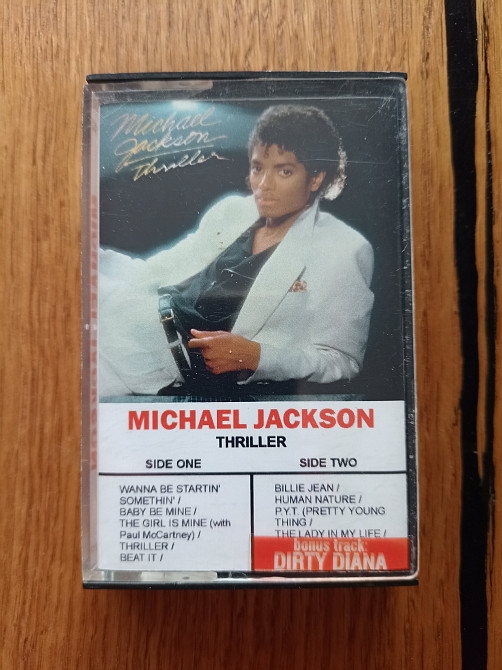 Michael
Jackson
Thriller
MICHAEL JACKSON
THRILLER
SIDE ONE
WANNA BE STARTIN'
SOMETHIN' /
BABY BE MINE /
THE GIRL IS MINE (with
Paul McCartney) /
THRILLER /
BEAT IT /
SIDE TWO
BILLIE JEAN /
HUMAN NATURE /
P.Y.T. (PRETTY YOUNG
THING /
THE LADY IN MY LIFE /
bonus track:
DIRTY DIANA